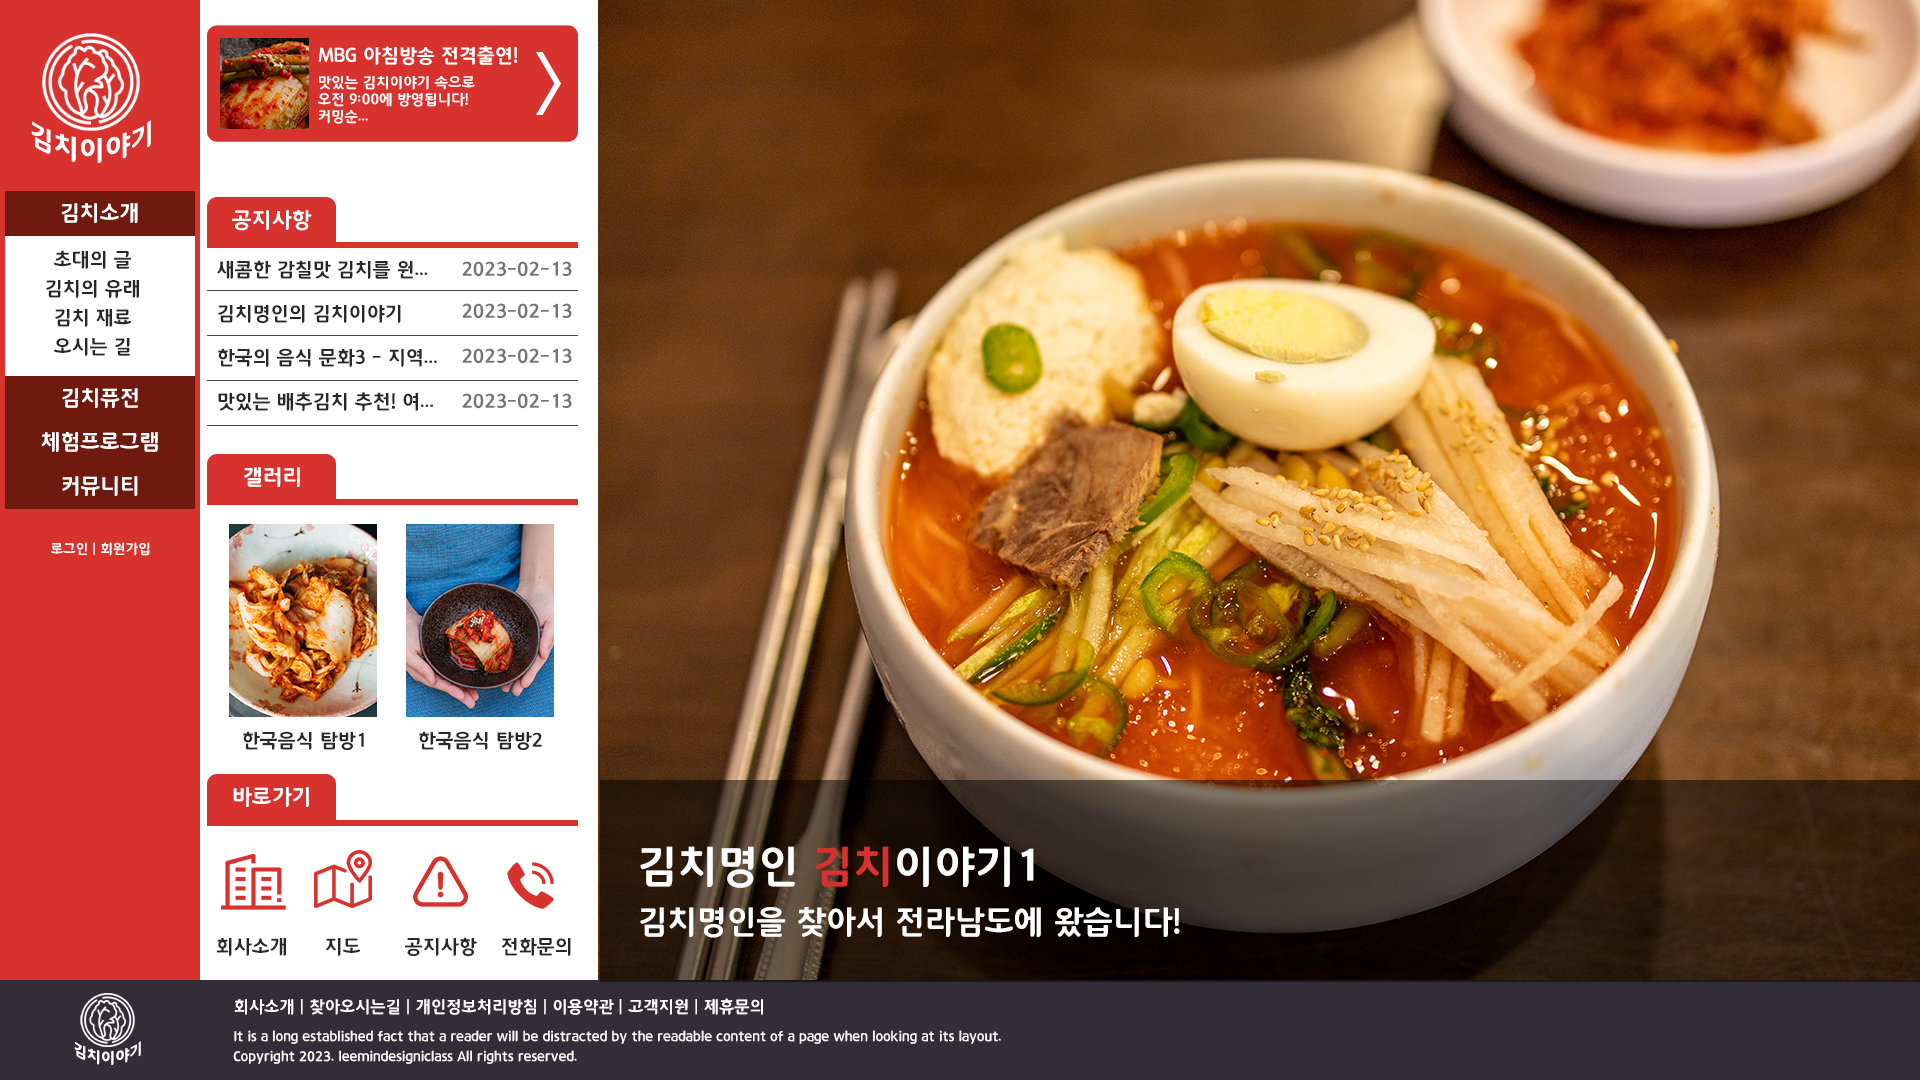 김치이야기
김치소개
초대의 글
김치의 유래
김치 재료
오시는 길
김치퓨전
체험프로그램
커뮤니티
로그인 | 회원가입
MBG 아침방송 전격출연!
맛있는 김치이야기 속으로
오전 9:00에 방영됩니다!
커밍순...
공지사항
새콤한 감칠맛 김치를 원... 2023-02-13
김치명인의 김치이야기 2023-02-13
한국의 음식 문화3 - 지역... 2023-02-13
맛있는 배추김치 추천! 여... 2023-02-13
갤러리
한국음식 탐방1 한국음식 탐방2
바로가기
회사소개 지도 공지사항 전화문의
김치명인 김치이야기1
김치명인을 찾아서 전라남도에 왔습니다!
김치이야기
회사소개 | 찾아오시는길 | 개인정보처리방침 | 이용약관 | 고객지원 | 제휴문의
It is a long established fact that a reader will be distracted by the readable content of a page when looking at its layout.
Copyright 2023. leemindesigniclass All rights reserved.